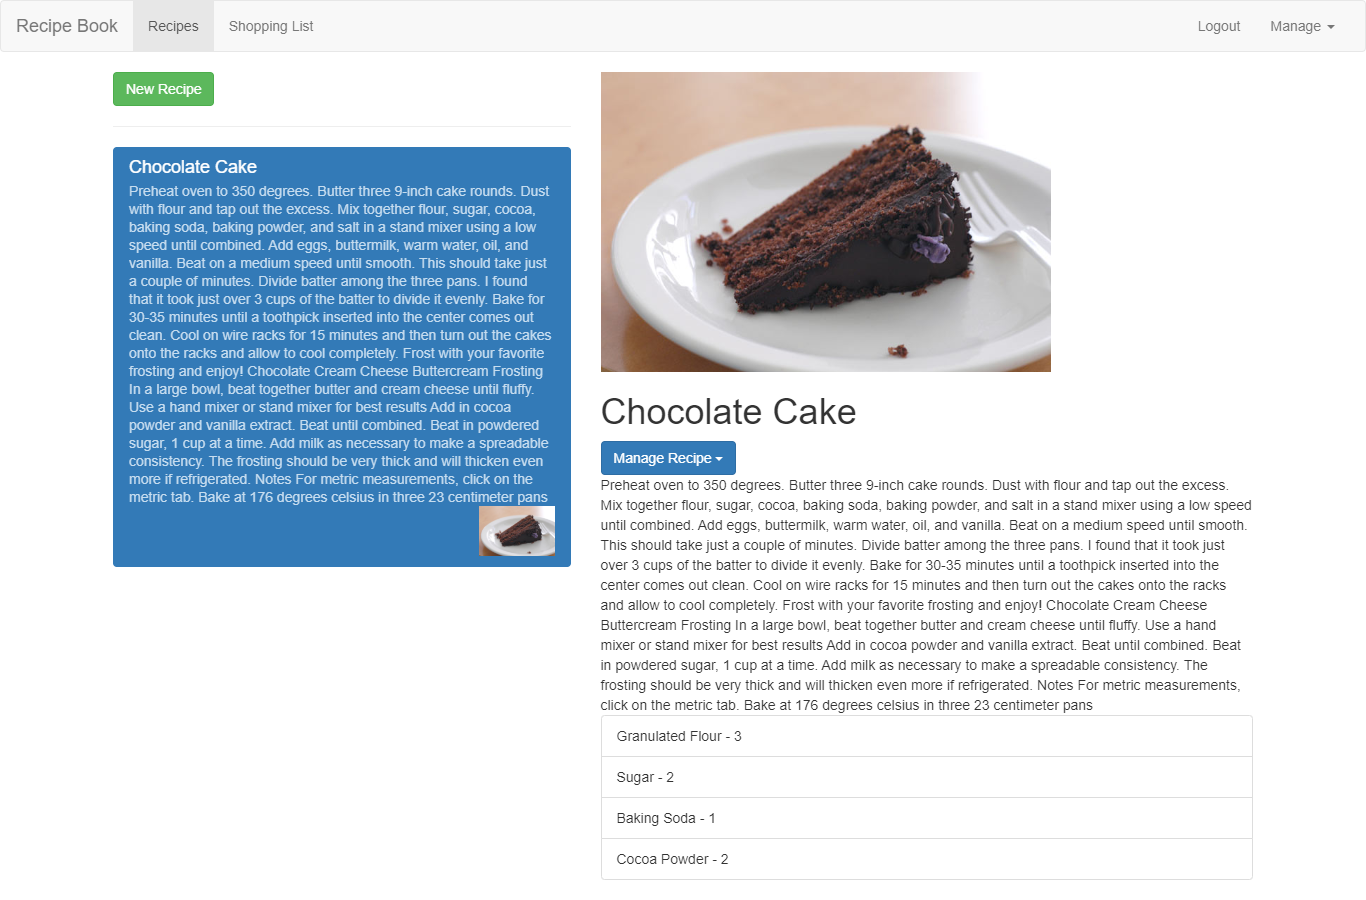 Recipe Book Recipes Shopping List Logout Manage
New Recipe
Chocolate Cake
Preheat oven to 350 degrees. Butter three 9-inch cake rounds. Dust
with flour and tap out the excess. Mix together flour, sugar, cocoa,
baking soda, baking powder, and salt in a stand mixer using a low
speed until combined. Add eggs, buttermilk, warm water, oil, and
vanilla. Beat on a medium speed until smooth. This should take just
a couple of minutes. Divide batter among the three pans. I found
that it took just over 3 cups of the batter to divide it evenly. Bake for
30-35 minutes until a toothpick inserted into the center comes out
clean. Cool on wire racks for 15 minutes and then turn out the cakes
onto the racks and allow to cool completely. Frost with your favorite
frosting and enjoy! Chocolate Cream Cheese Buttercream Frosting
In a large bowl, beat together butter and cream cheese until fluffy.
Use a hand mixer or stand mixer for best results Add in cocoa
powder and vanilla extract. Beat until combined. Beat in powdered
sugar, 1 cup at a time. Add milk as necessary to make a spreadable
consistency. The frosting should be very thick and will thicken even
more if refrigerated. Notes For metric measurements, click on the
metric tab. Bake at 176 degrees celsius in three 23 centimeter pans
Chocolate Cake
Manage Recipe
Preheat oven to 350 degrees. Butter three 9-inch cake rounds. Dust with flour and tap out the excess.
Mix together flour, sugar, cocoa, baking soda, baking powder, and salt in a stand mixer using a low speed
until combined. Add eggs, buttermilk, warm water, oil, and vanilla. Beat on a medium speed until smooth.
This should take just a couple of minutes. Divide batter among the three pans. I found that it took just
over 3 cups of the batter to divide it evenly. Bake for 30-35 minutes until a toothpick inserted into the
center comes out clean. Cool on wire racks for 15 minutes and then turn out the cakes onto the racks
and allow to cool completely. Frost with your favorite frosting and enjoy! Chocolate Cream Cheese
Buttercream Frosting In a large bowl, beat together butter and cream cheese until fluffy. Use a hand
mixer or stand mixer for best results Add in cocoa powder and vanilla extract. Beat until combined. Beat
in powdered sugar, 1 cup at a time. Add milk as necessary to make a spreadable consistency. The
frosting should be very thick and will thicken even more if refrigerated. Notes For metric measurements,
click on the metric tab. Bake at 176 degrees celsius in three 23 centimeter pans
Granulated Flour - 3
Sugar - 2
Baking Soda - 1
Cocoa Powder - 2